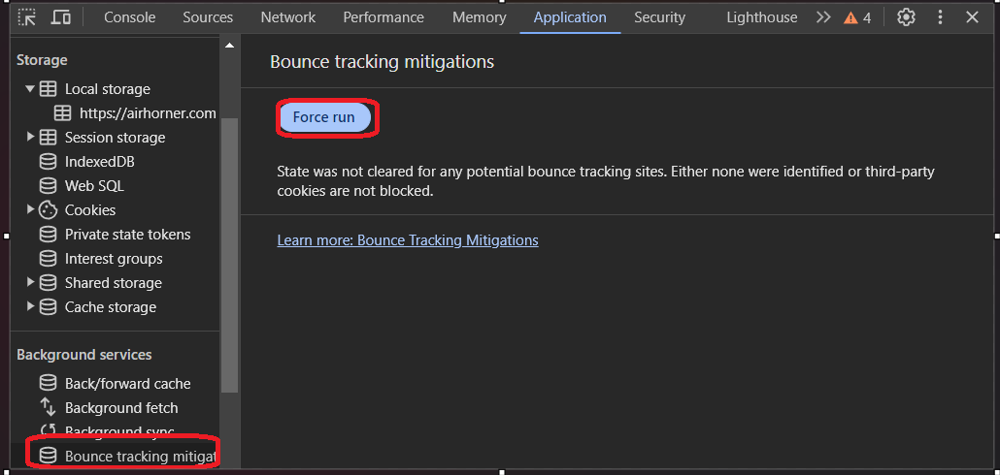 Console Sources Network Performance Memory Application Security Lighthouse 4
Storage
Local storage
https://airhorner.com
Session storage
IndexedDB
Web SQL
Cookies
Private state tokens
Interest groups
Shared storage
Cache storage
Background services
Back/forward cache
Background fetch
Background sync
Bounce tracking mitigat
Bounce tracking mitigations
Force run
State was not cleared for any potential bounce tracking sites. Either none were identified or third-party
cookies are not blocked.
Learn more: Bounce Tracking Mitigations